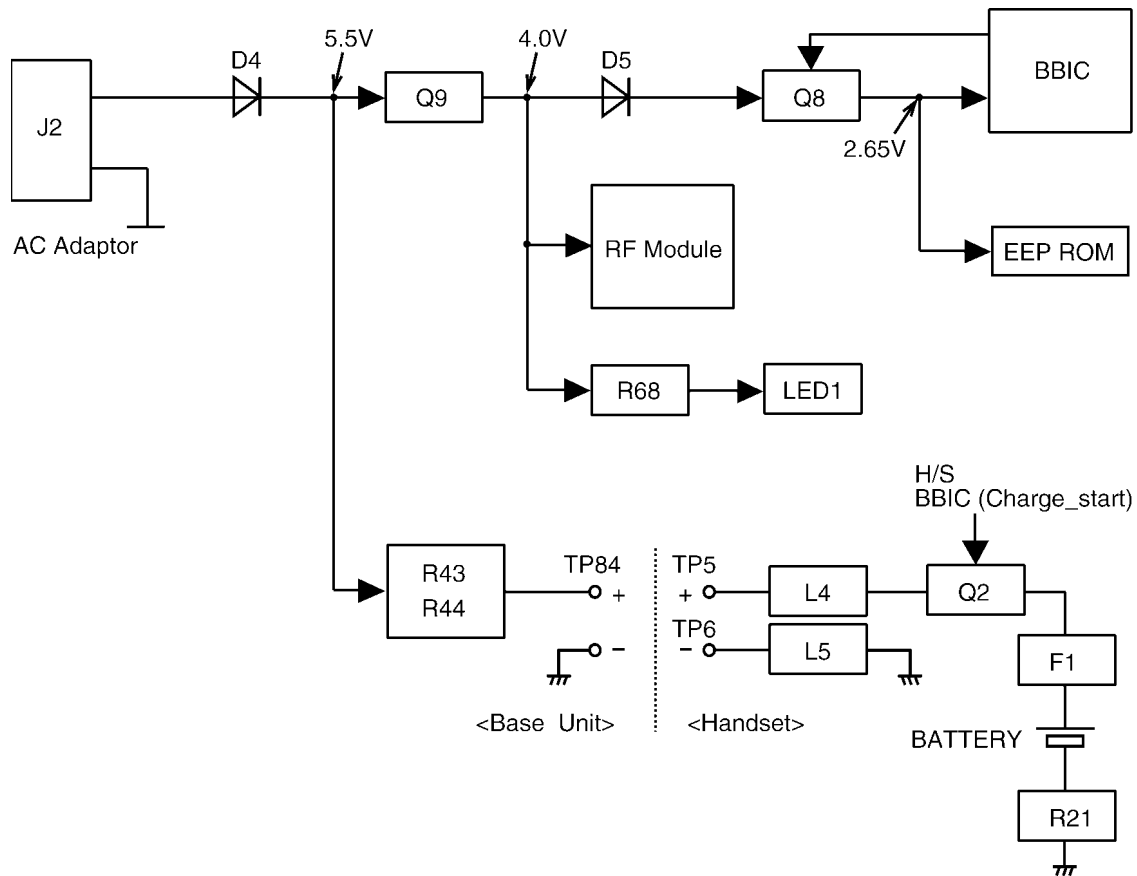 5.5V
4.0V
D4
D5
BBIC
J2
Q9
Q8
2.65V
AC Adaptor
RF Module
EEP ROM
R68
LED1
H/S
BBIC (Charge_start)
R43
R44
TP84
+
−
TP5
+
TP6
−
L4
L5
Q2
F1
<Base Unit>
<Handset>
BATTERY
R21